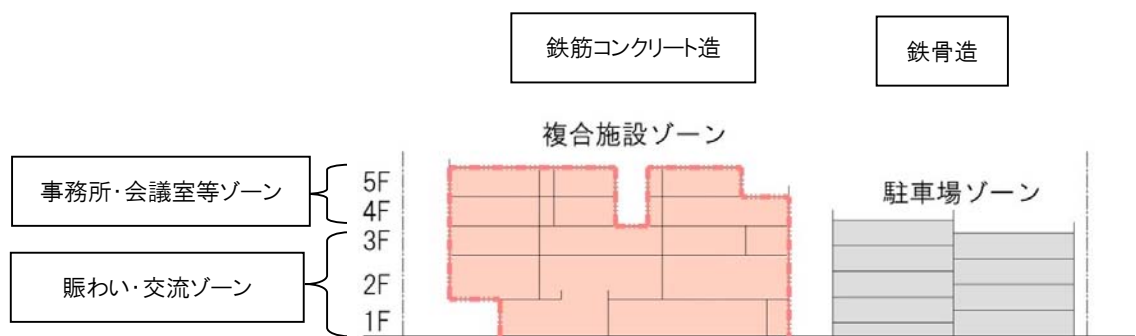 鉄筋コンクリート造
鉄骨造
複合施設ゾーン
事務所・会議室等ゾーン
5F
4F
駐車場ゾーン
3F
賑わい・交流ゾーン
2F
1F